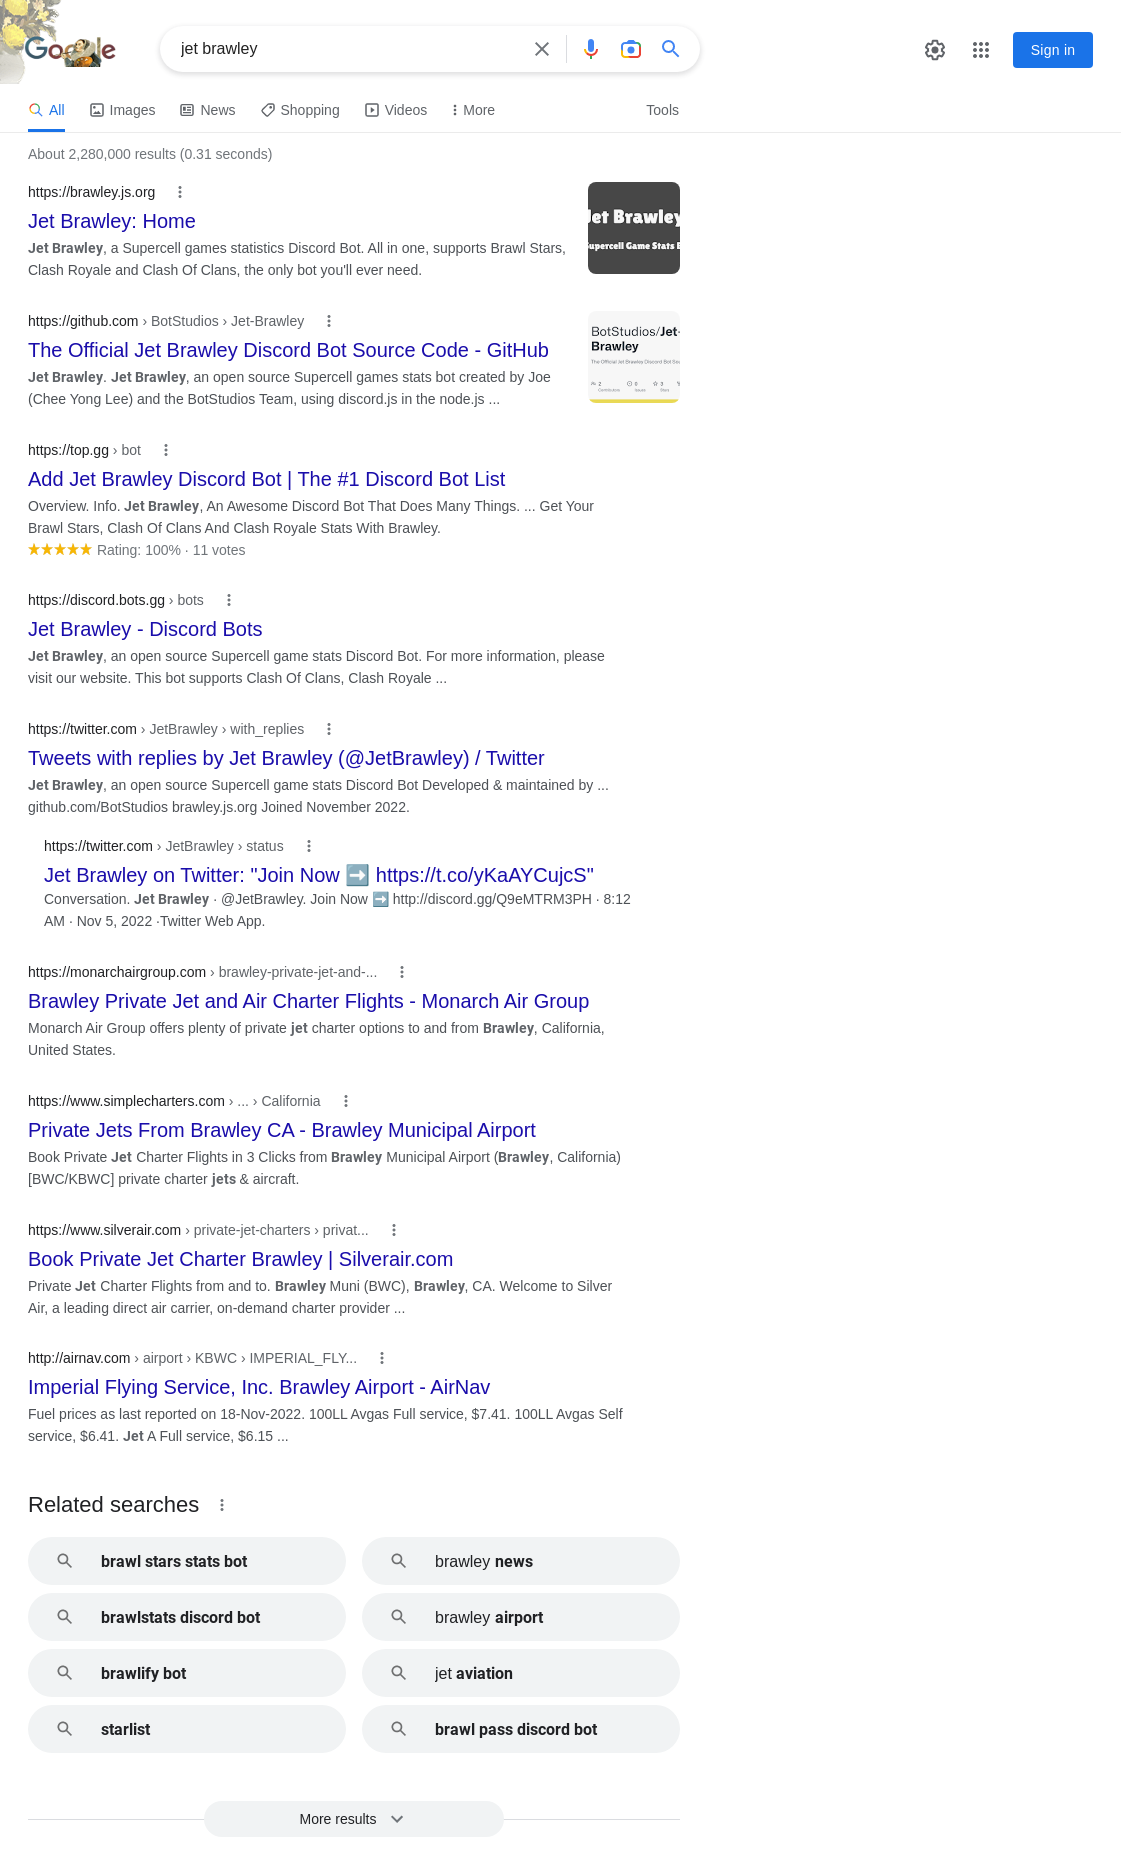 Google
jet brawley
Sign in
All
Images
News
Shopping
Videos
More
Tools
About 2,280,000 results (0.31 seconds)
https://brawley.js.org
Jet Brawley: Home
Jet Brawley, a Supercell games statistics Discord Bot. All in one, supports Brawl Stars,
Clash Royale and Clash Of Clans, the only bot you'll ever need.
Jet Brawley
Supercell Game Stats
https://github.com › BotStudios › Jet-Brawley
The Official Jet Brawley Discord Bot Source Code - GitHub
Jet Brawley. Jet Brawley, an open source Supercell games stats bot created by Joe
(Chee Yong Lee) and the BotStudios Team, using discord.js in the node.js ...
BotStudios/Jet-
Brawley
The Official Jet Brawley Discord Bot
https://top.gg › bot
Add Jet Brawley Discord Bot | The #1 Discord Bot List
Overview. Info. Jet Brawley, An Awesome Discord Bot That Does Many Things. ... Get Your
Brawl Stars, Clash Of Clans And Clash Royale Stats With Brawley.
Rating: 100% · 11 votes
https://discord.bots.gg › bots
Jet Brawley - Discord Bots
Jet Brawley, an open source Supercell game stats Discord Bot. For more information, please
visit our website. This bot supports Clash Of Clans, Clash Royale ...
https://twitter.com › JetBrawley › with_replies
Tweets with replies by Jet Brawley (@JetBrawley) / Twitter
Jet Brawley, an open source Supercell game stats Discord Bot Developed & maintained by ...
github.com/BotStudios brawley.js.org Joined November 2022.
https://twitter.com › JetBrawley › status
Jet Brawley on Twitter: "Join Now ➡️ https://t.co/yKaAYCujcS"
Conversation. Jet Brawley · @JetBrawley. Join Now ➡️ http://discord.gg/Q9eMTRM3PH · 8:12
AM · Nov 5, 2022 ·Twitter Web App.
https://monarchairgroup.com › brawley-private-jet-and-...
Brawley Private Jet and Air Charter Flights - Monarch Air Group
Monarch Air Group offers plenty of private jet charter options to and from Brawley, California,
United States.
https://www.simplecharters.com › ... › California
Private Jets From Brawley CA - Brawley Municipal Airport
Book Private Jet Charter Flights in 3 Clicks from Brawley Municipal Airport (Brawley, California)
[BWC/KBWC] private charter jets & aircraft.
https://www.silverair.com › private-jet-charters › privat...
Book Private Jet Charter Brawley | Silverair.com
Private Jet Charter Flights from and to. Brawley Muni (BWC), Brawley, CA. Welcome to Silver
Air, a leading direct air carrier, on-demand charter provider ...
http://airnav.com › airport › KBWC › IMPERIAL_FLY...
Imperial Flying Service, Inc. Brawley Airport - AirNav
Fuel prices as last reported on 18-Nov-2022. 100LL Avgas Full service, $7.41. 100LL Avgas Self
service, $6.41. Jet A Full service, $6.15 ...
Related searches
brawl stars stats bot
brawley news
brawlstats discord bot
brawley airport
brawlify bot
jet aviation
starlist
brawl pass discord bot
More results